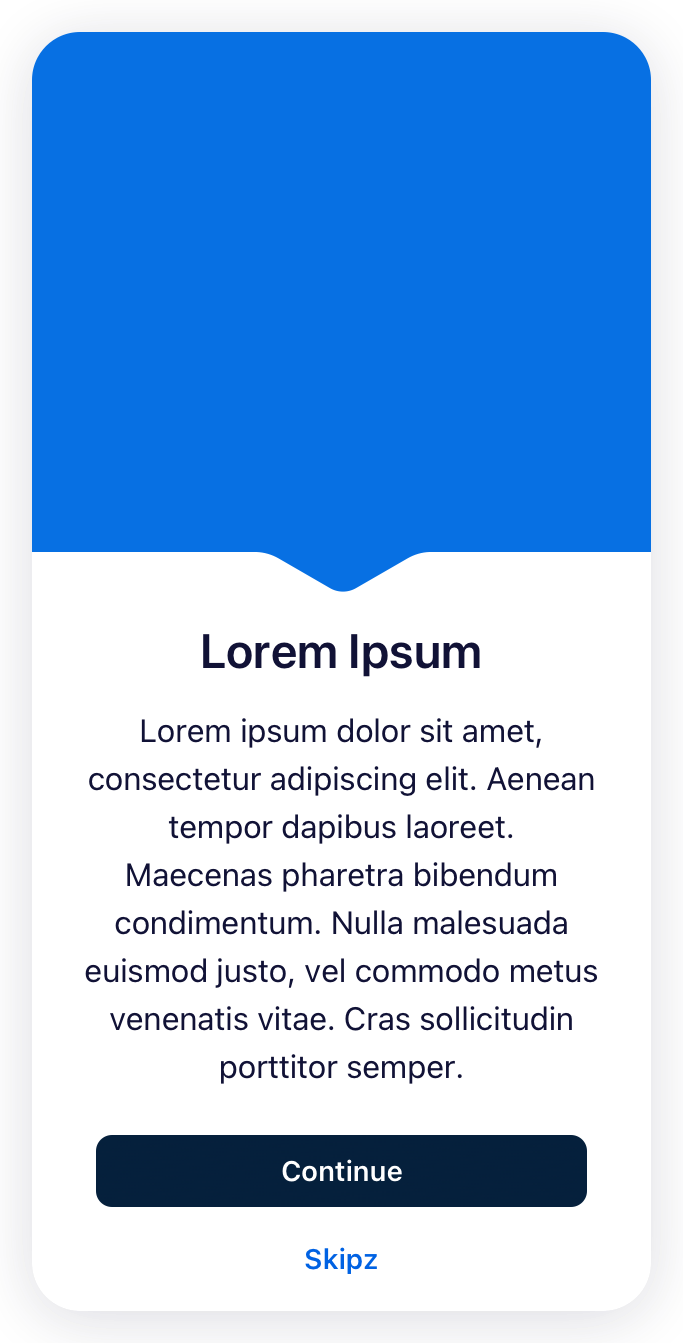 Lorem Ipsum
Lorem ipsum dolor sit amet,
consectetur adipiscing elit. Aenean
tempor dapibus laoreet.
Maecenas pharetra bibendum
condimentum. Nulla malesuada
euismod justo, vel commodo metus
venenatis vitae. Cras sollicitudin
porttitor semper.
Continue
Skipz